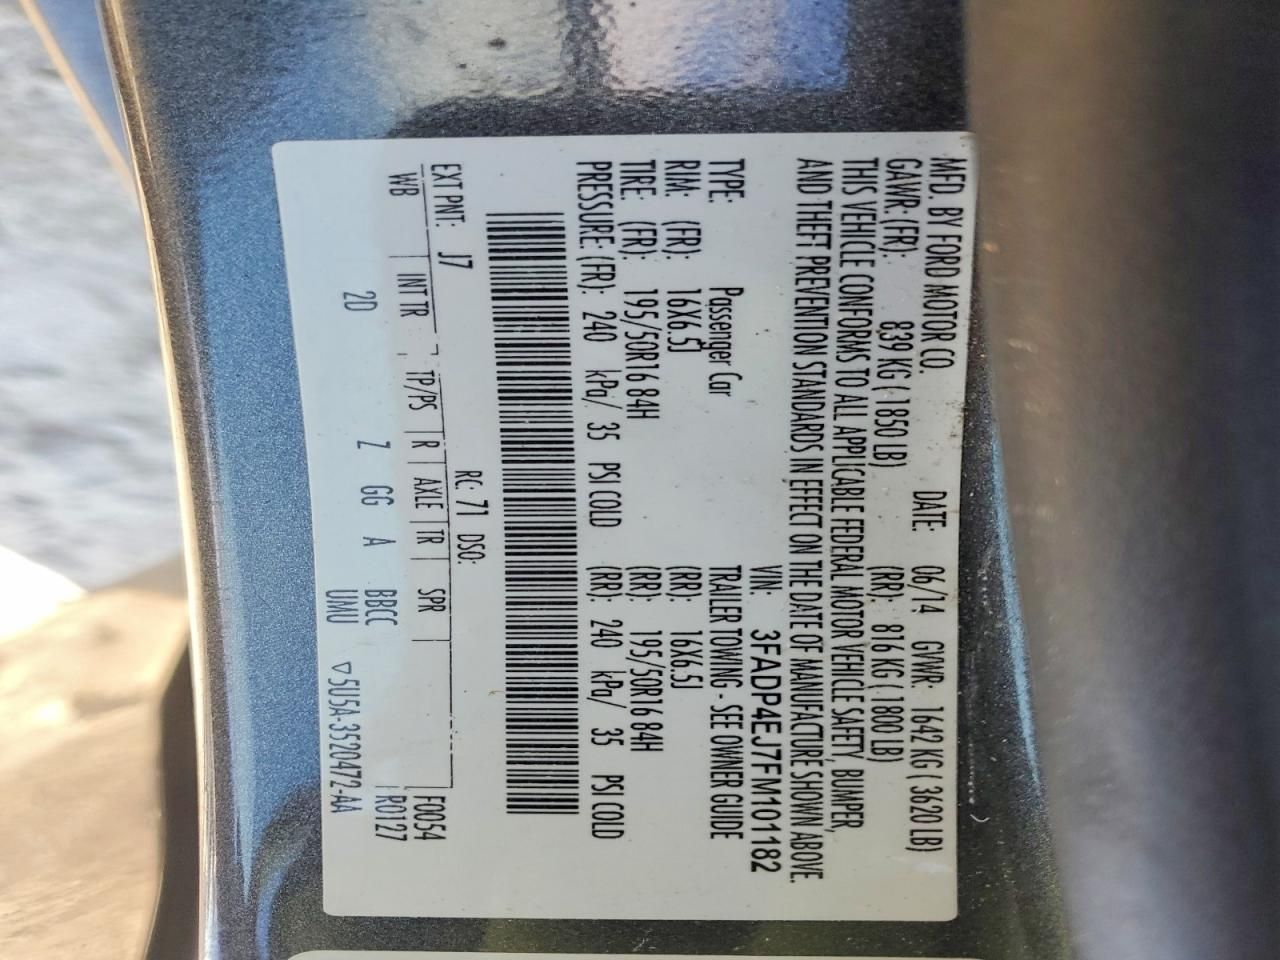 MFD. BY FORD MOTOR CO. DATE: 06/14 GVWR: 1642 KG ( 3620 LB)
GAWR: (FR): 839 KG ( 1850 LB) (RR): 816 KG ( 1800 LB)
THIS VEHICLE CONFORMS TO ALL APPLICABLE FEDERAL MOTOR VEHICLE SAFETY, BUMPER,
AND THEFT PREVENTION STANDARDS IN EFFECT ON THE DATE OF MANUFACTURE SHOWN ABOVE.
VIN: 3FADP4EJ7FM101182
TYPE: Passenger Car TRAILER TOWING - SEE OWNER GUIDE
RIM: (FR): 16X6.5J (RR): 16X6.5J
TIRE: (FR): 195/50R16 84H (RR): 195/50R16 84H
PRESSURE: (FR): 240 kPa/ 35 PSI COLD (RR): 240 kPa/ 35 PSI COLD
EXT PNT: J7 RC: 71 DSO: F0054
WB INT TR TP/PS R AXLE TR SPR R0127
2D Z GG A BBCC
UMU ▽5U5A-3520472-AA